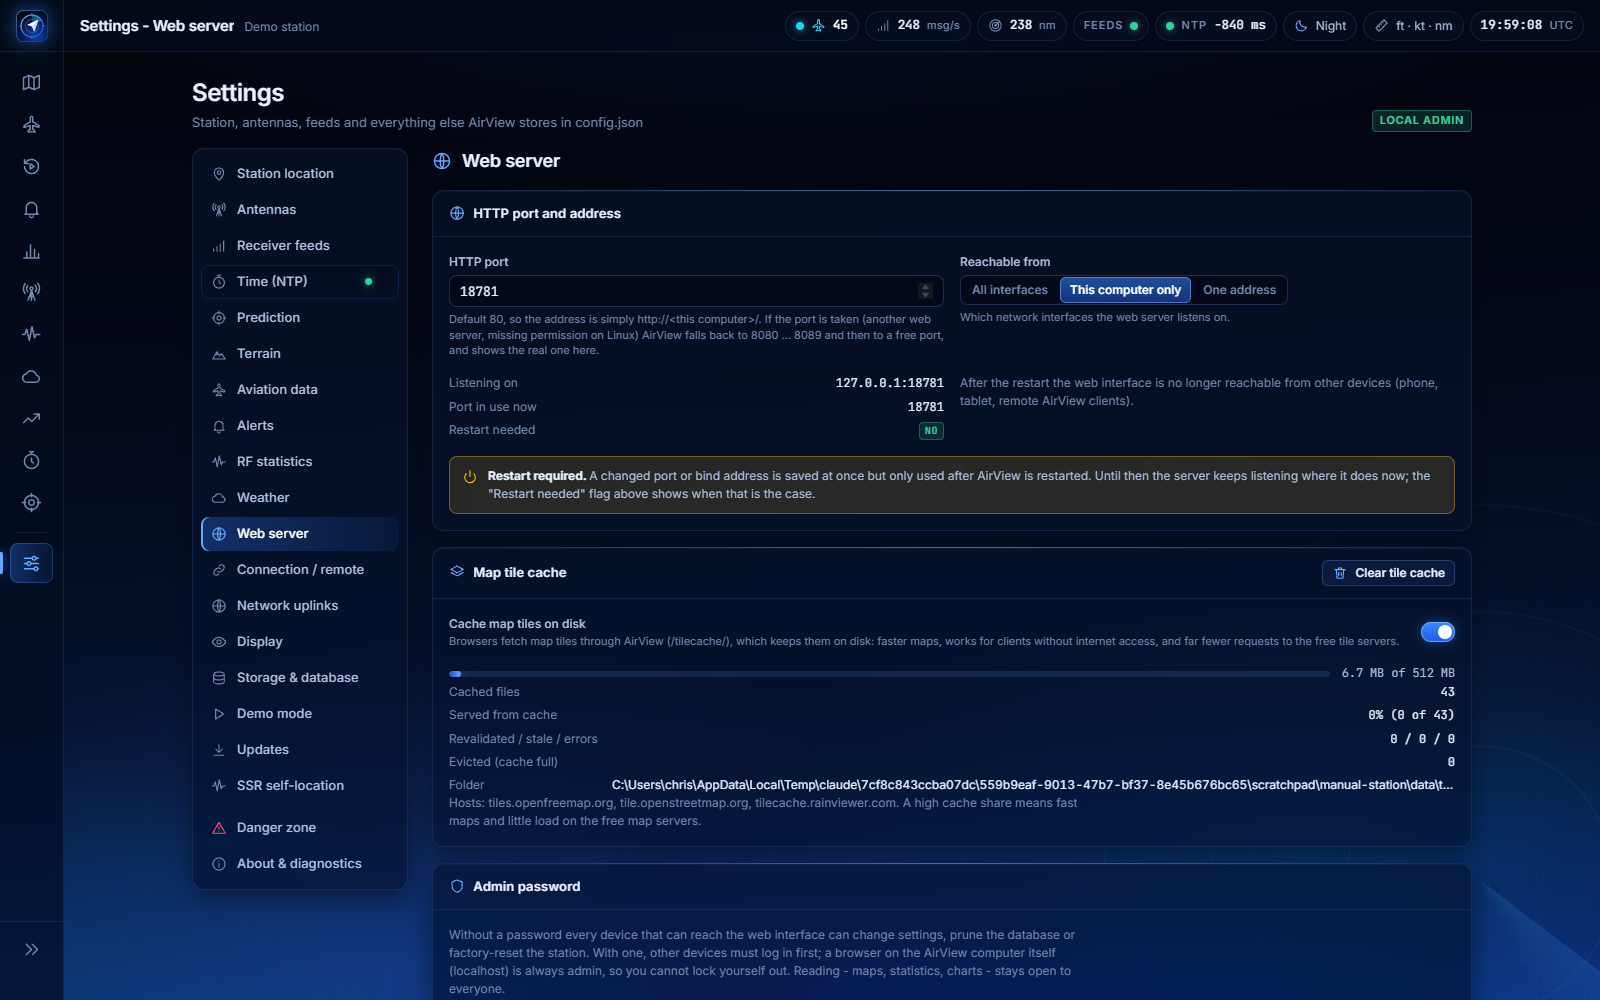 Settings - Web server Demo station
45
248 msg/s
238 nm
FEEDS
NTP -840 ms
Night
ft · kt · nm
19:59:08 UTC
Settings
Station, antennas, feeds and everything else AirView stores in config.json
LOCAL ADMIN
Station location
Antennas
Receiver feeds
Time (NTP)
Prediction
Terrain
Aviation data
Alerts
RF statistics
Weather
Web server
Connection / remote
Network uplinks
Display
Storage & database
Demo mode
Updates
SSR self-location
Danger zone
About & diagnostics
Web server
HTTP port and address
HTTP port
18781
Default 80, so the address is simply http://<this computer>/. If the port is taken (another web
server, missing permission on Linux) AirView falls back to 8080 ... 8089 and then to a free port,
and shows the real one here.
Reachable from
All interfaces This computer only One address
Which network interfaces the web server listens on.
Listening on 127.0.0.1:18781
Port in use now 18781
Restart needed NO
After the restart the web interface is no longer reachable from other devices (phone,
tablet, remote AirView clients).
Restart required. A changed port or bind address is saved at once but only used after AirView is restarted. Until then the server keeps listening where it does now; the
"Restart needed" flag above shows when that is the case.
Map tile cache
Clear tile cache
Cache map tiles on disk
Browsers fetch map tiles through AirView (/tilecache/), which keeps them on disk: faster maps, works for clients without internet access, and far fewer requests to the free tile servers.
6.7 MB of 512 MB
Cached files 43
Served from cache 0% (0 of 43)
Revalidated / stale / errors 0 / 0 / 0
Evicted (cache full) 0
Folder C:\Users\chris\AppData\Local\Temp\claude\7cf8c843ccba07dc\559b9eaf-9013-47b7-bf37-8e45b676bc65\scratchpad\manual-station\data\t...
Hosts: tiles.openfreemap.org, tile.openstreetmap.org, tilecache.rainviewer.com. A high cache share means fast
maps and little load on the free map servers.
Admin password
Without a password every device that can reach the web interface can change settings, prune the database or
factory-reset the station. With one, other devices must log in first; a browser on the AirView computer itself
(localhost) is always admin, so you cannot lock yourself out. Reading - maps, statistics, charts - stays open to
everyone.